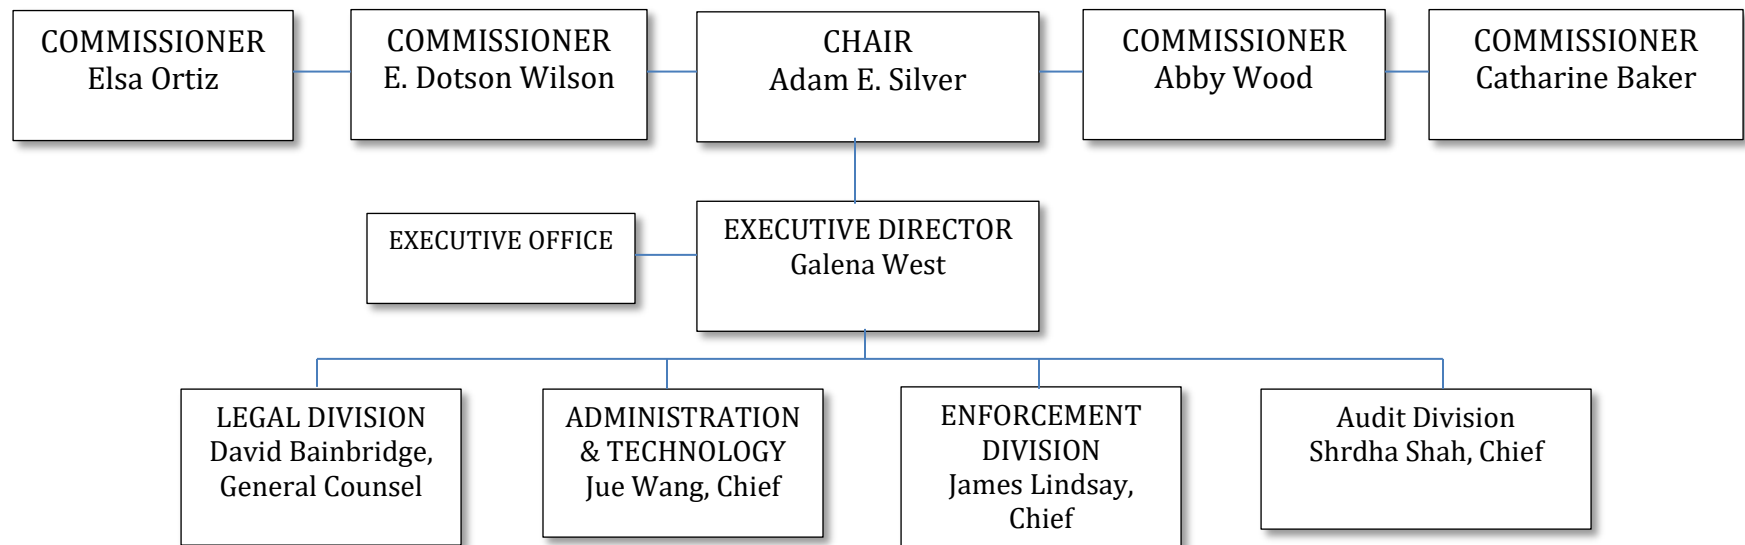 COMMISSIONER
Elsa Ortiz
COMMISSIONER
E. Dotson Wilson
CHAIR
Adam E. Silver
COMMISSIONER
Abby Wood
COMMISSIONER
Catharine Baker
EXECUTIVE OFFICE
EXECUTIVE DIRECTOR
Galena West
LEGAL DIVISION
David Bainbridge,
General Counsel
ADMINISTRATION
& TECHNOLOGY
Jue Wang, Chief
ENFORCEMENT
DIVISION
James Lindsay,
Chief
Audit Division
Shrdha Shah, Chief